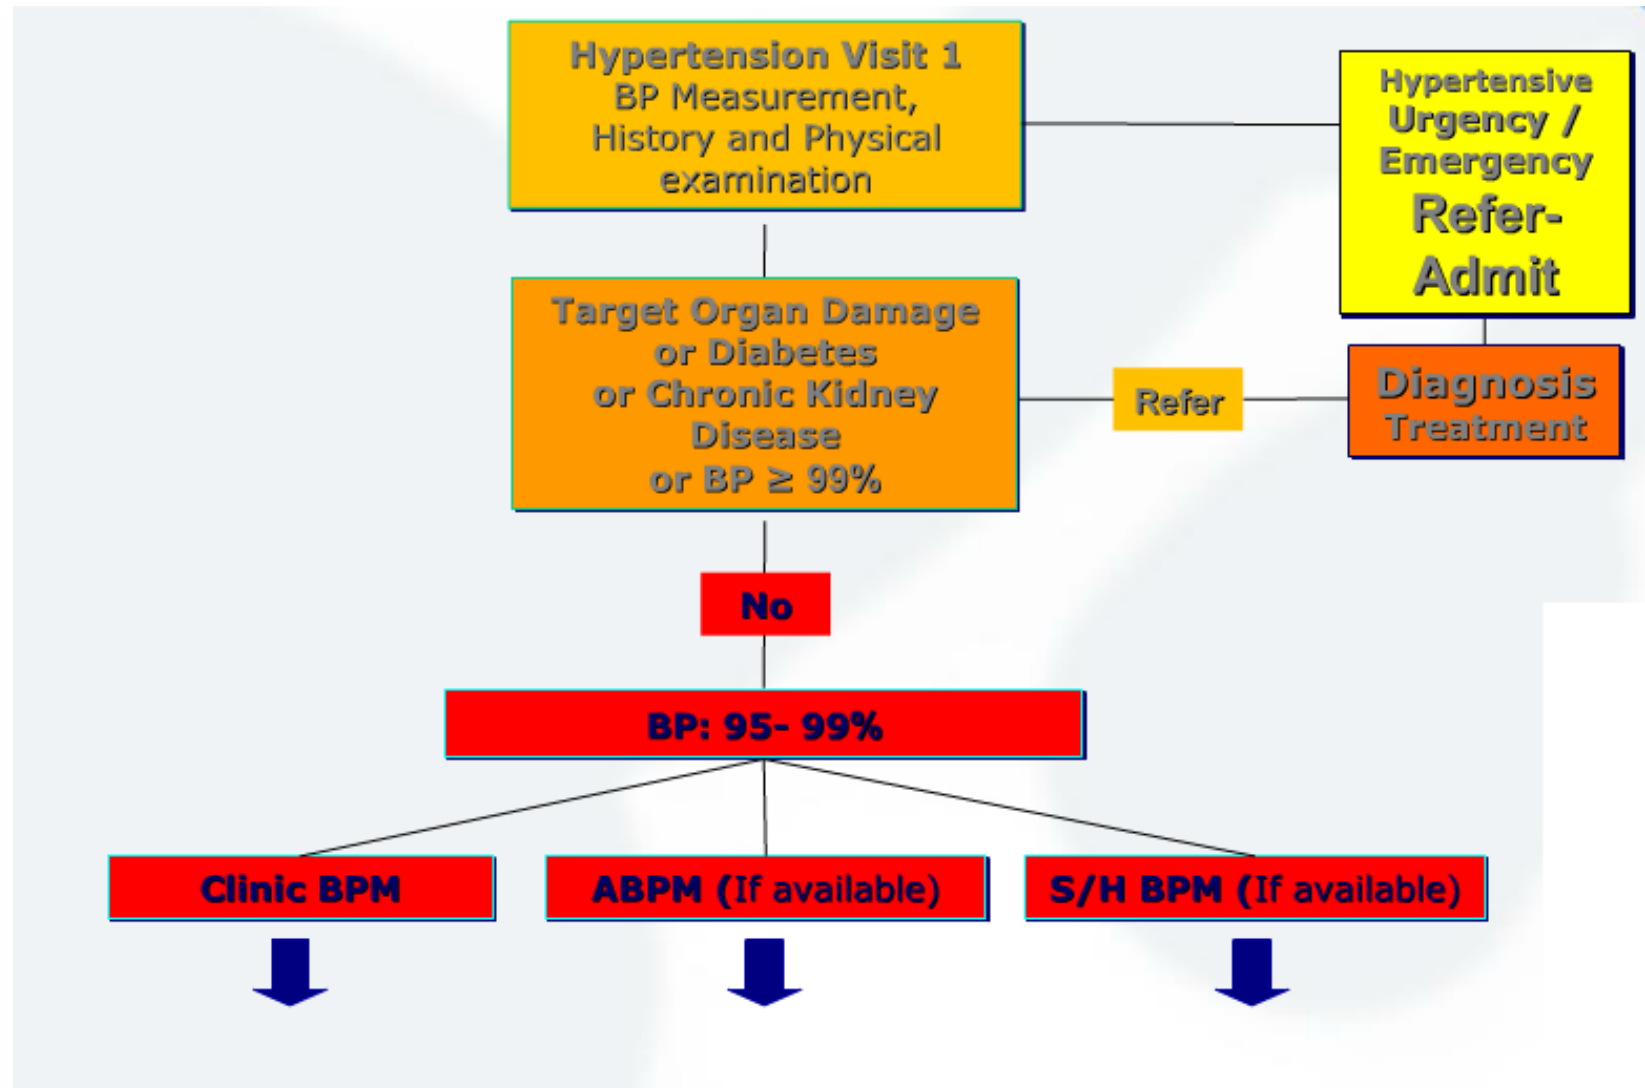 Hypertension Visit 1
BP Measurement,
History and Physical
examination
Hypertensive
Urgency /
Emergency
Refer-
Admit
Target Organ Damage
or Diabetes
or Chronic Kidney
Disease
or BP ≥ 99%
Refer
Diagnosis
Treatment
No
BP: 95- 99%
Clinic BPM
ABPM (If available)
S/H BPM (If available)